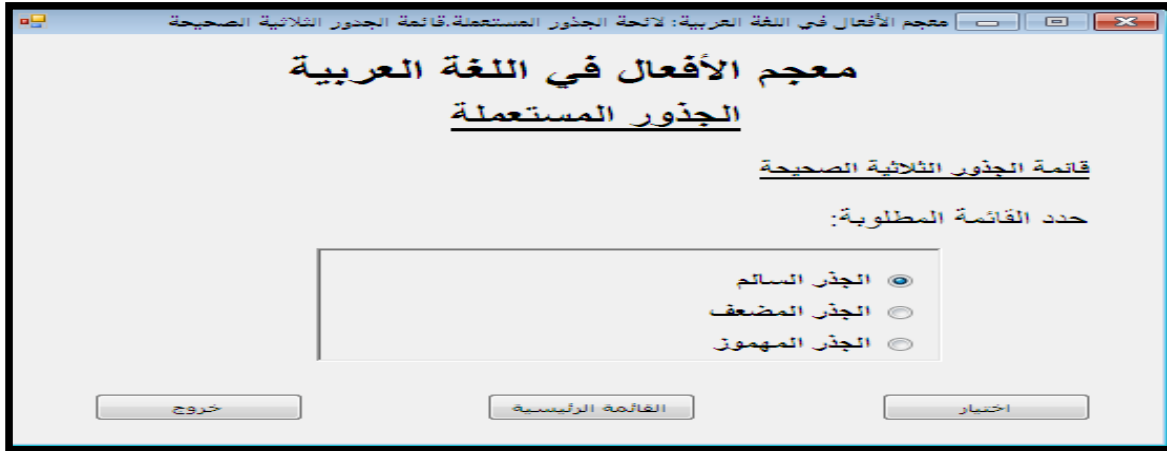 معجم الأفعال في اللغة العربية: لائحة الجذور المستعملة.قائمة الجذور الثلاثية الصحيحة
معجم الأفعال في اللغة العربية
الجذور المستعملة
قائمة الجذور الثلاثية الصحيحة
حدد القائمة المطلوبة:
الجذر السالم
الجذر المضعف
الجذر المهموز
اختيار
القائمة الرئيسية
خروج